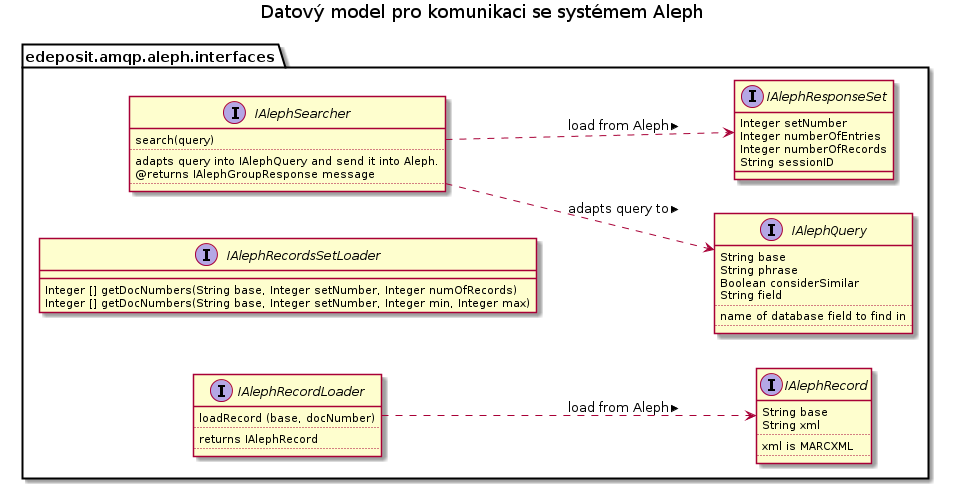 Datový model pro komunikaci se systémem Aleph
edeposit.amqp.aleph.interfaces
I IAlephSearcher
search(query)
adapts query into IAlephQuery and send it into Aleph.
@returns IAlephGroupResponse message
load from Aleph▶
I IAlephResponseSet
Integer setNumber
Integer numberOfEntries
Integer numberOfRecords
String sessionID
adapts query to▶
I IAlephQuery
String base
String phrase
Boolean considerSimilar
String field
name of database field to find in
I IAlephRecordsSetLoader
Integer [] getDocNumbers(String base, Integer setNumber, Integer numOfRecords)
Integer [] getDocNumbers(String base, Integer setNumber, Integer min, Integer max)
I IAlephRecordLoader
loadRecord (base, docNumber)
returns IAlephRecord
load from Aleph▶
I IAlephRecord
String base
String xml
xml is MARCXML